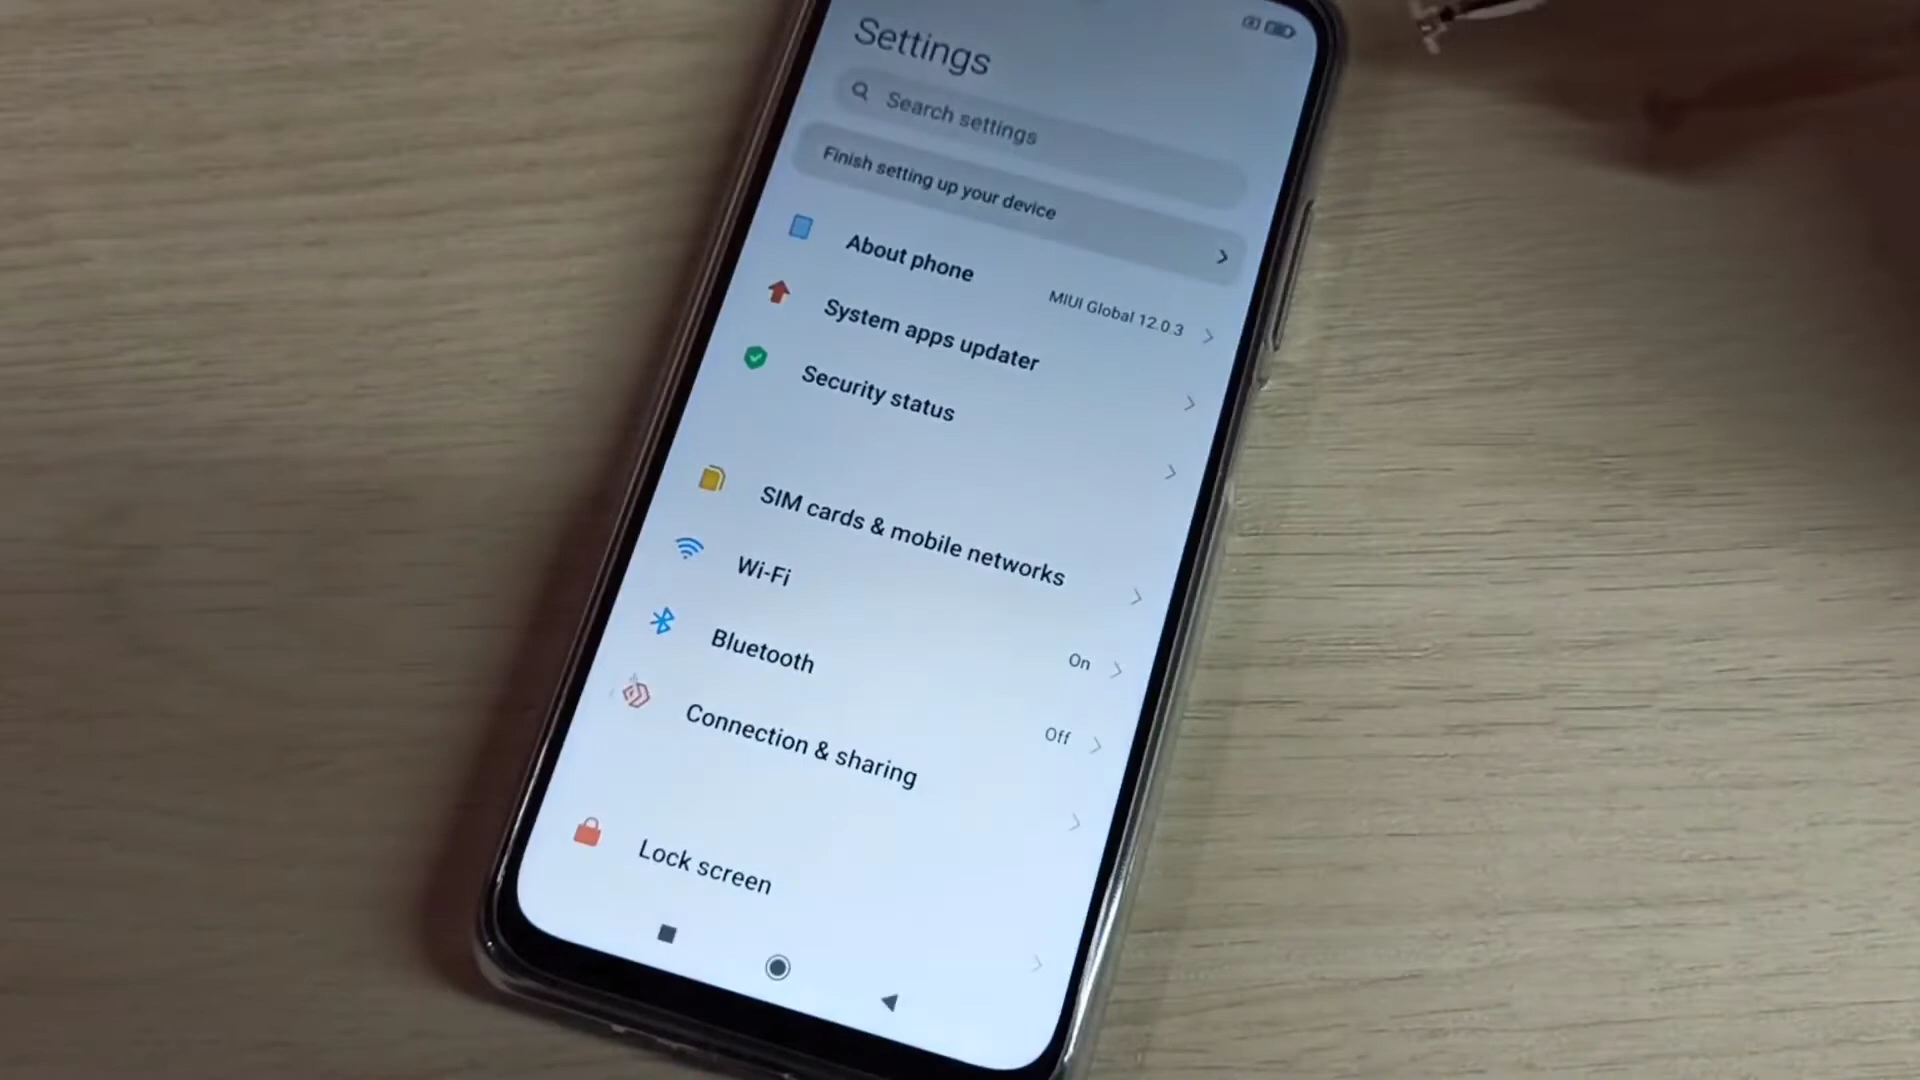 Settings
Search settings
Finish setting up your device
About phone
MIUI Global 12.0.3
System apps updater
Security status
SIM cards & mobile networks
Wi-Fi
On
Bluetooth
Off
Connection & sharing
Lock screen